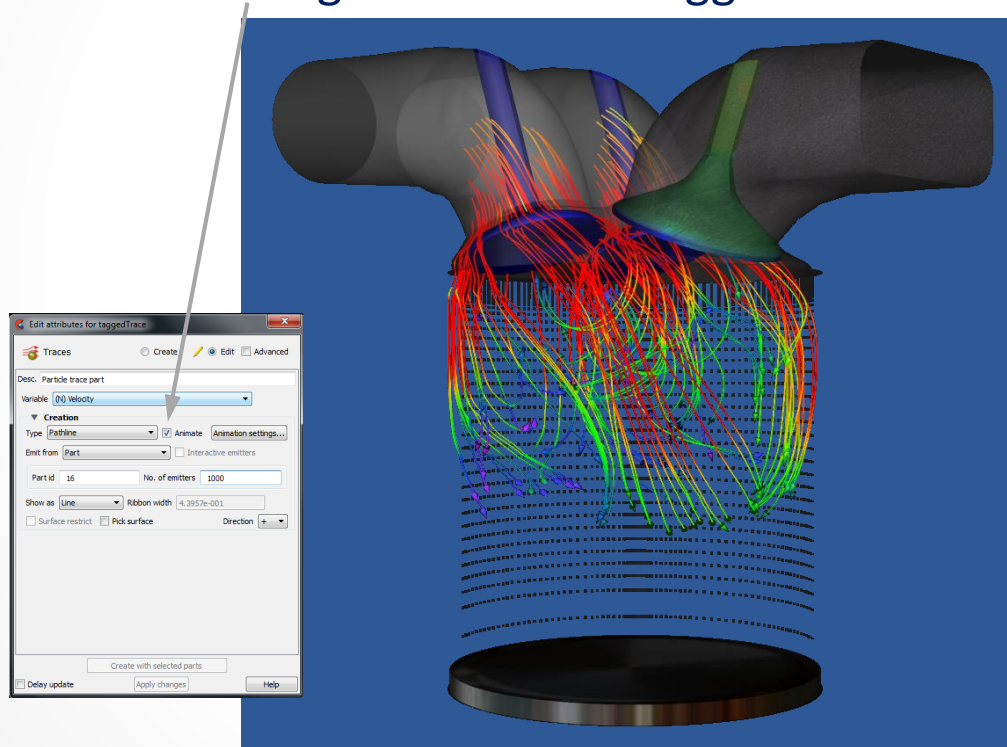 Edit attributes for taggedTrace
Traces Create Edit Advanced
Desc. Particle trace part
Variable (N) Velocity
Creation
Type Pathline Animate Animation settings...
Emit from Part Interactive emitters
Part id 16 No. of emitters 1000
Show as Line Ribbon width 4.3957e-001
Surface restrict Pick surface Direction +
Create with selected parts
Delay update Apply changes Help